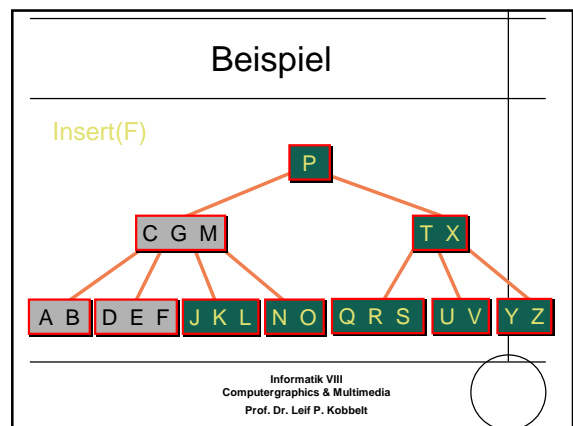 Beispiel
Insert(F)
P
C G M
T X
A B
D E F
J K L
N O
Q R S
U V
Y Z
Informatik VIII
Computergraphics & Multimedia
Prof. Dr. Leif P. Kobbelt